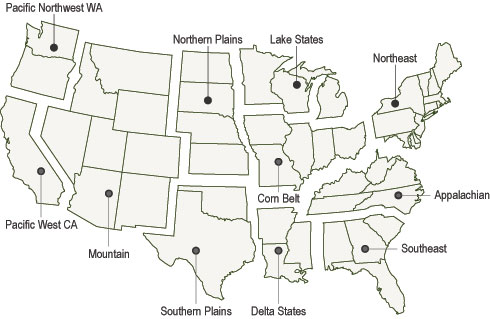 Pacific Northwest WA
Northern Plains
Lake States
Northeast
Corn Belt
Appalachian
Pacific West CA
Mountain
Southeast
Southern Plains
Delta States